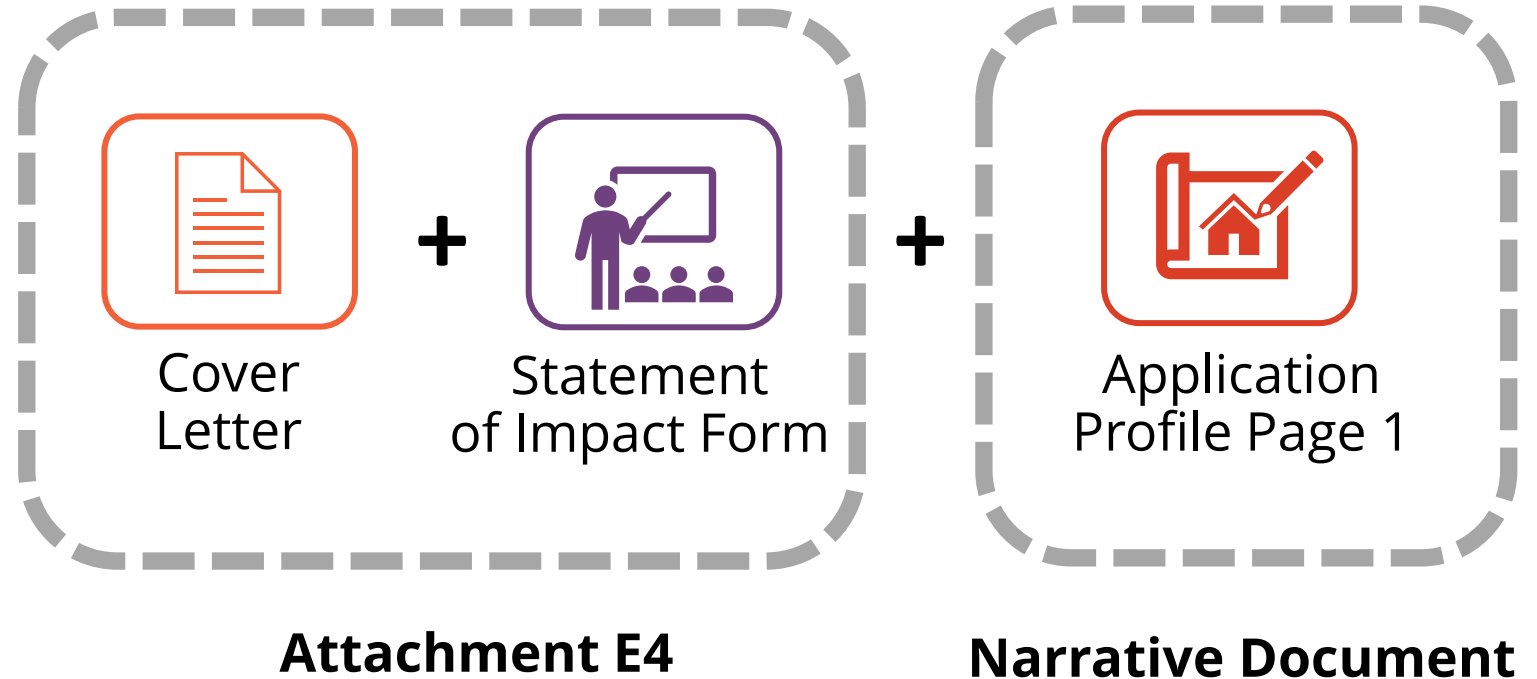 Cover
Letter
+
Statement
of Impact Form
+
Application
Profile Page 1
Attachment E4
Narrative Document